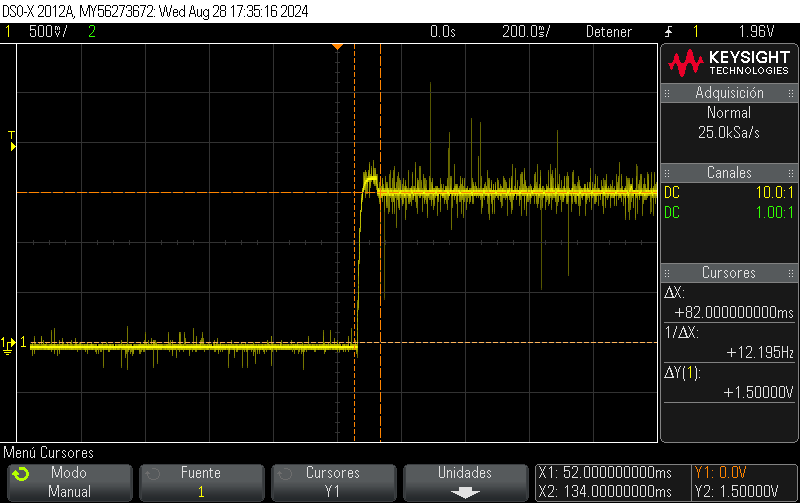 DSO-X 2012A, MY56273672: Wed Aug 28 17:35:16 2024
1 500mV/ 2 0.0s 200.0ms/ Detener 1 1.96V
KEYSIGHT
TECHNOLOGIES
Adquisición
Normal
25.0kSa/s
Canales
DC 10.0:1
DC 1.00:1
Cursores
ΔX:
+82.000000000ms
1/ΔX:
+12.195Hz
ΔY(1):
+1.50000V
T
1 1
Menú Cursores
Modo
Manual
Fuente
1
Cursores
Y1
Unidades
X1: 52.000000000ms
X2: 134.00000000ms
Y1: 0.0V
Y2: 1.50000V